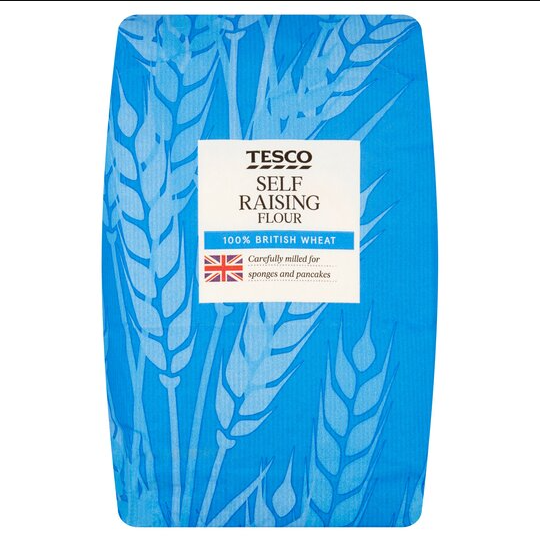 TESCO
SELF
RAISING
FLOUR
100% BRITISH WHEAT
Carefully milled for
sponges and pancakes